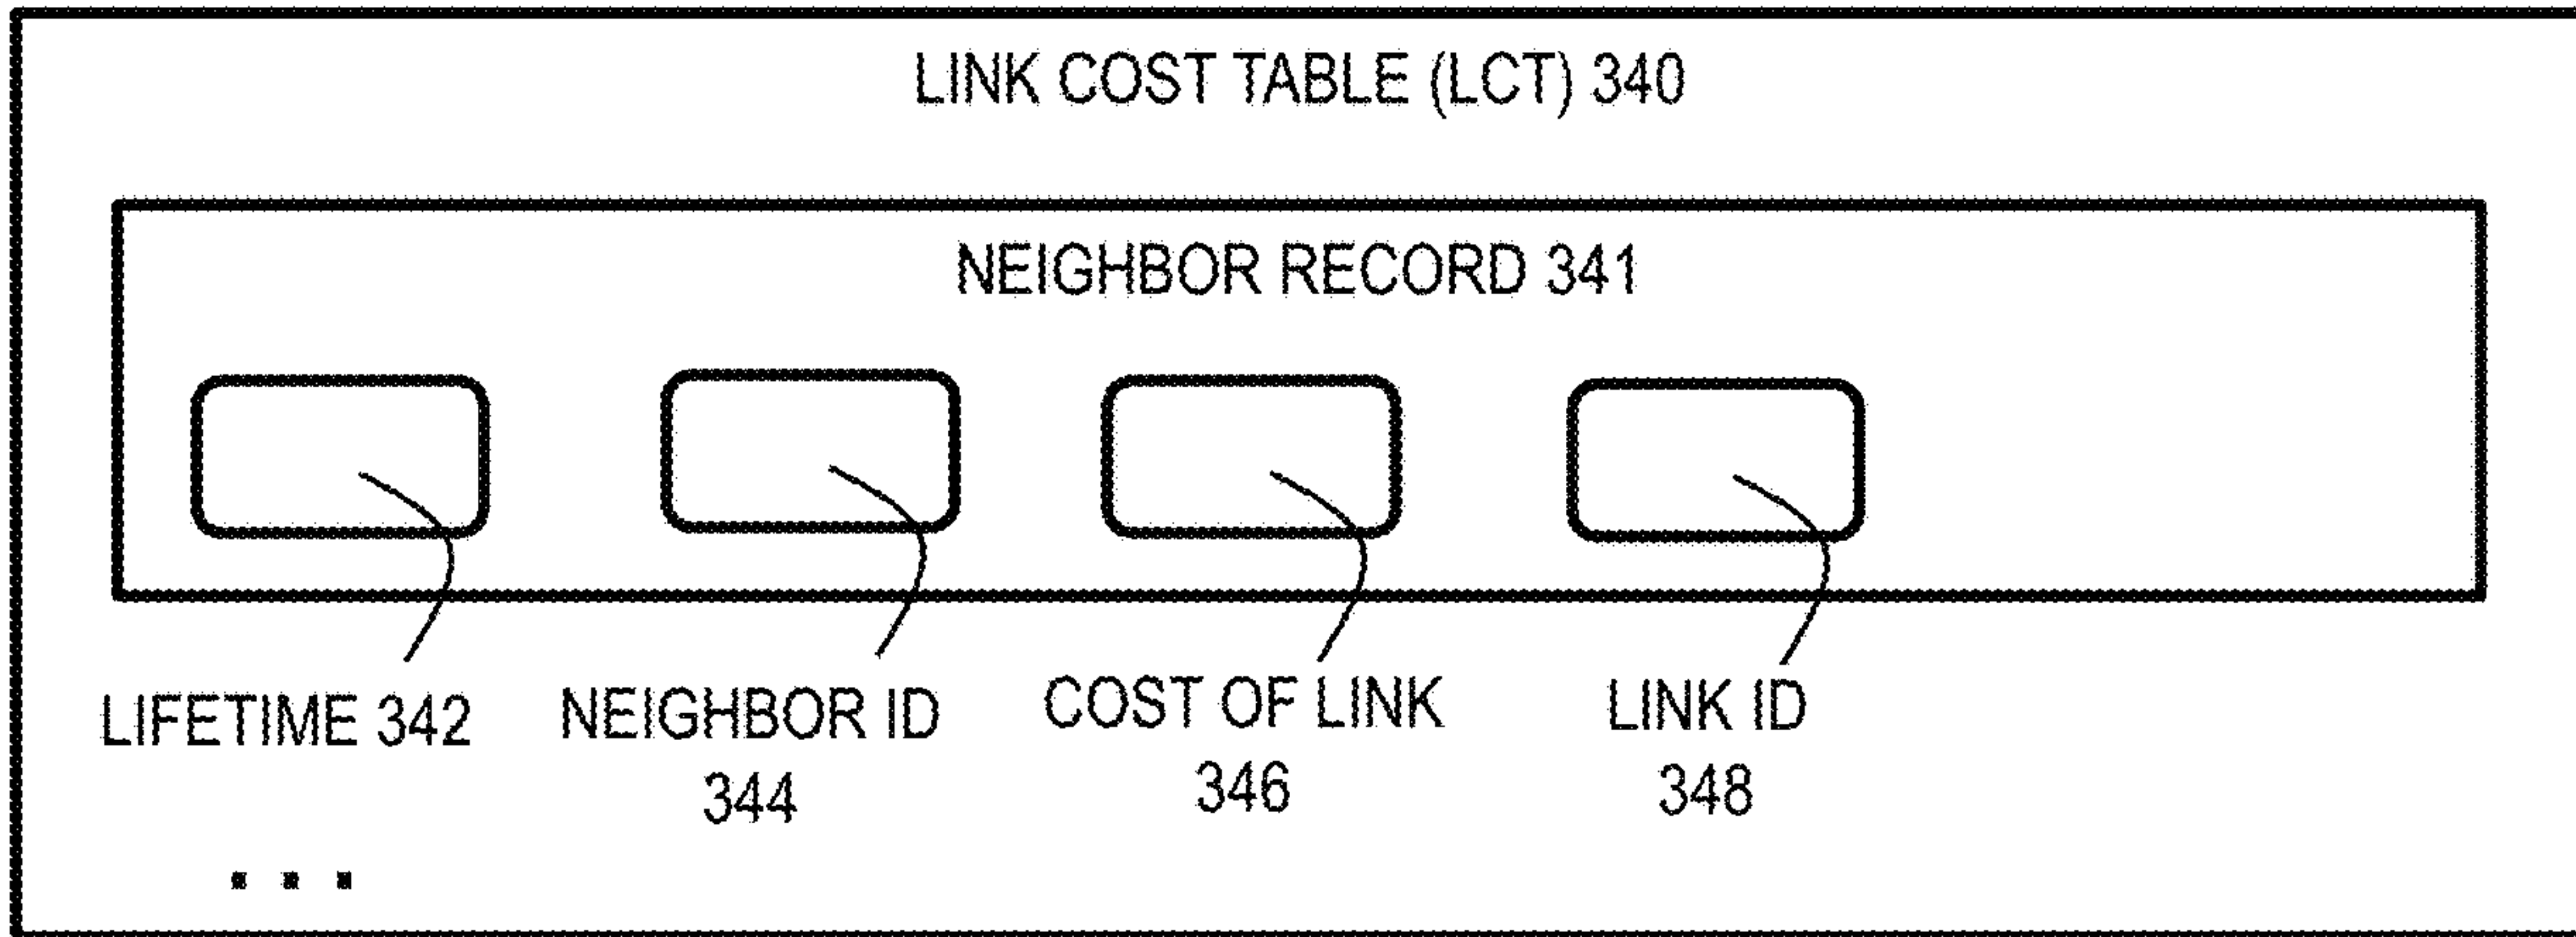 LINK COST TABLE (LCT) 340
NEIGHBOR RECORD 341
LIFETIME 342
NEIGHBOR ID
344
COST OF LINK
346
LINK ID
348
...